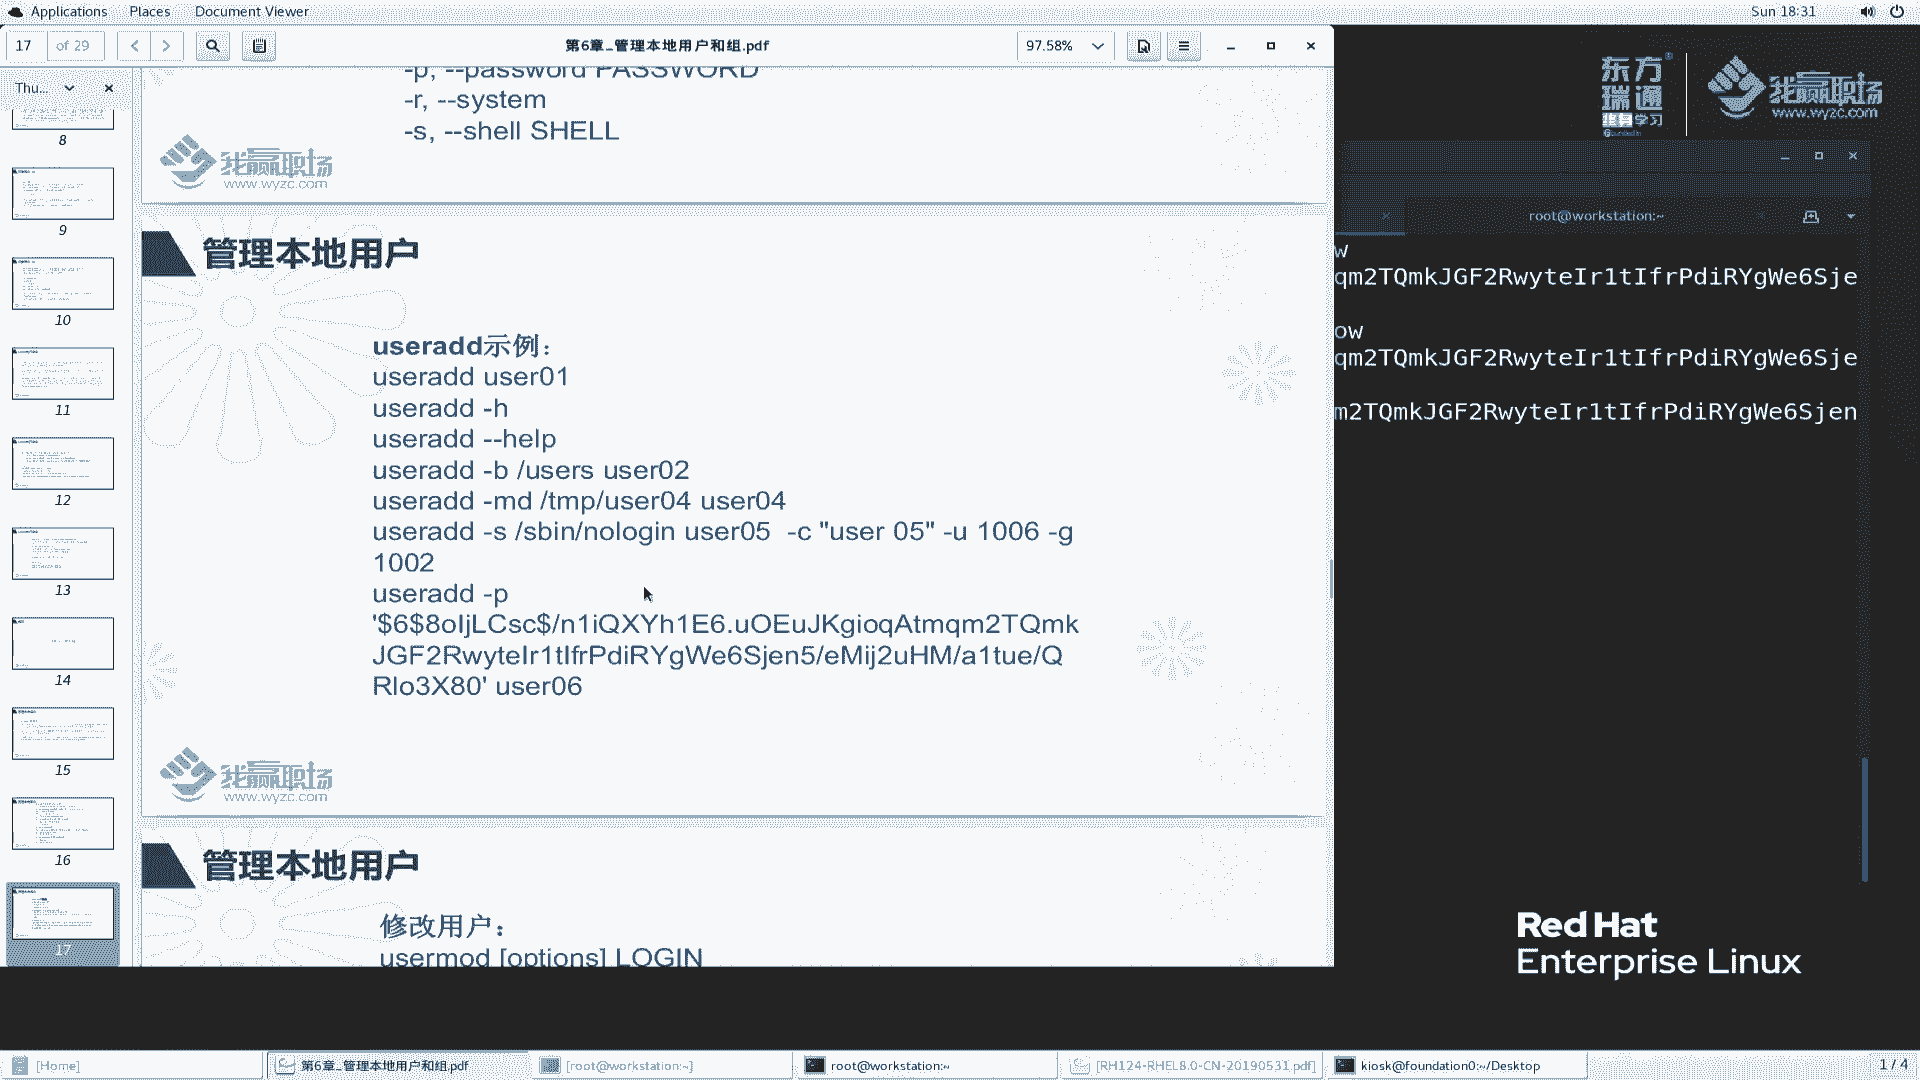 Applications Places Document Viewer Sun 18:31
17 of 29 第6章_管理本地用户和组.pdf 97.58%
Thu...
8
9
10
11
12
13
14
15
16
17
-p, --password PASSWORD
-r, --system
-s, --shell SHELL
我赢职场
www.wyzc.com
管理本地用户
useradd示例：
useradd user01
useradd -h
useradd --help
useradd -b /users user02
useradd -md /tmp/user04 user04
useradd -s /sbin/nologin user05 -c "user 05" -u 1006 -g
1002
useradd -p
'$6$8oIjLCsc$/n1iQXYh1E6.uOEuJKgioqAtmqm2TQmk
JGF2RwyteIr1tIfrPdiRYgWe6Sjen5/eMij2uHM/a1tue/Q
RIo3X80' user06
我赢职场
www.wyzc.com
管理本地用户
修改用户：
usermod [options] LOGIN
东方
瑞通
学习
我赢职场
www.wyzc.com
root@workstation:~
w
qm2TQmkJGF2RwyteIr1tIfrPdiRYgWe6Sje
ow
qm2TQmkJGF2RwyteIr1tIfrPdiRYgWe6Sje
m2TQmkJGF2RwyteIr1tIfrPdiRYgWe6Sjen
Red Hat
Enterprise Linux
[Home] 第6章_管理本地用户和组.pdf [root@workstation:~] root@workstation:~ [RH124-RHEL8.0-CN-20190531.pdf] kiosk@foundation0:~/Desktop 1 / 4